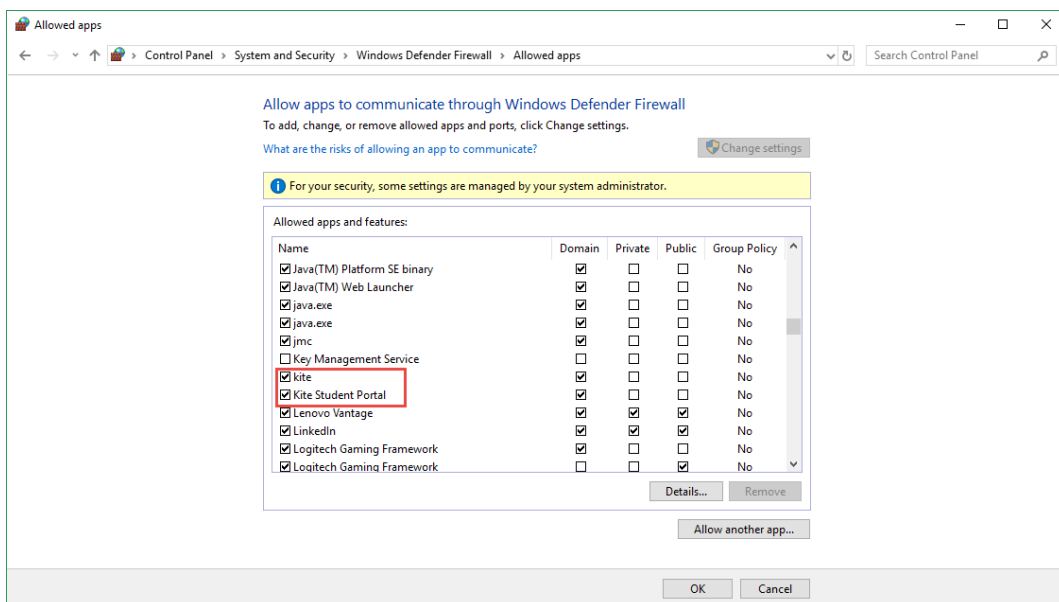 Allowed apps
Control Panel > System and Security > Windows Defender Firewall > Allowed apps
Search Control Panel
Allow apps to communicate through Windows Defender Firewall
To add, change, or remove allowed apps and ports, click Change settings.
What are the risks of allowing an app to communicate?
Change settings
For your security, some settings are managed by your system administrator.
Allowed apps and features:
Name Domain Private Public Group Policy
Java(TM) Platform SE binary No
Java(TM) Web Launcher No
java.exe No
java.exe No
jmc No
Key Management Service No
kite No
Kite Student Portal No
Lenovo Vantage No
LinkedIn No
Logitech Gaming Framework No
Logitech Gaming Framework No
Details... Remove
Allow another app...
OK Cancel